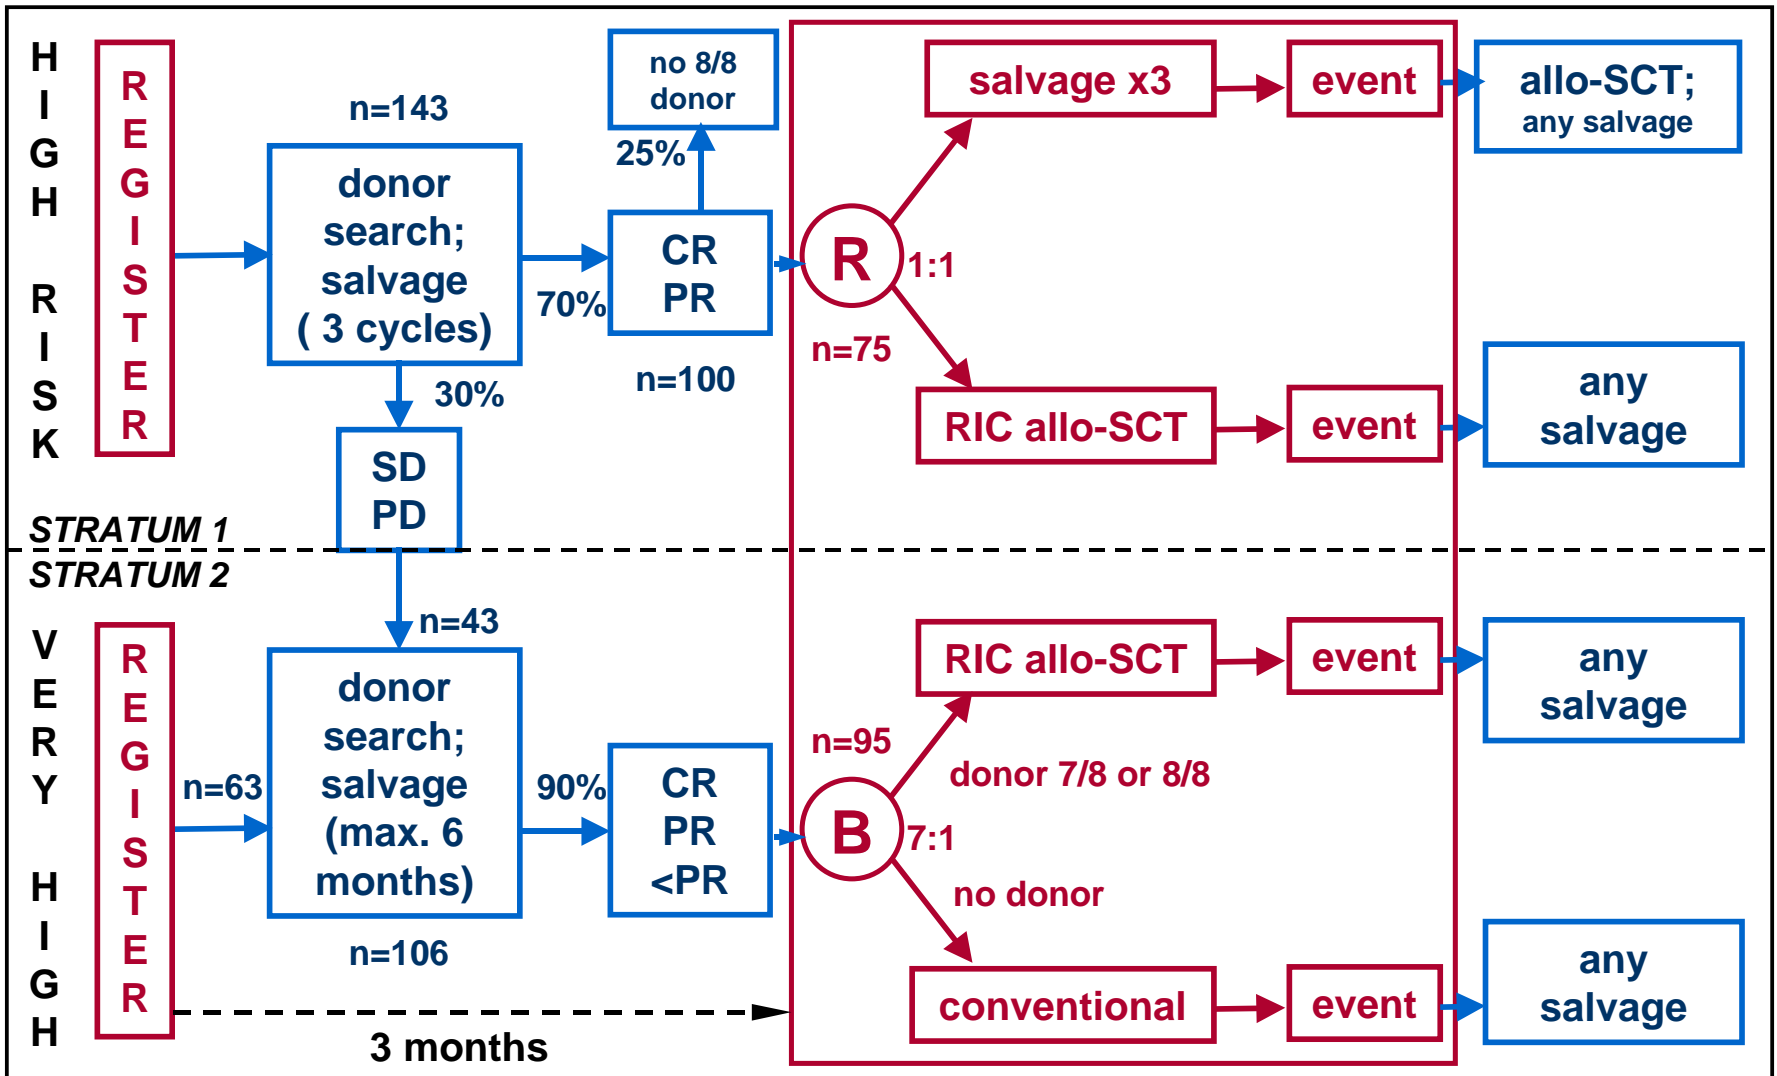 HIGH RISK
REGISTER
n=143
donor
search;
salvage
( 3 cycles)
30%
SD
PD
70%
no 8/8
donor
25%
CR
PR
n=100
R
1:1
n=75
salvage x3
event
allo-SCT;
any salvage
RIC allo-SCT
event
any
salvage
STRATUM 1
STRATUM 2
VERY HIGH
REGISTER
n=63
n=43
donor
search;
salvage
(max. 6
months)
n=106
90%
CR
PR
<PR
n=95
B
7:1
donor 7/8 or 8/8
no donor
RIC allo-SCT
event
any
salvage
conventional
event
any
salvage
3 months